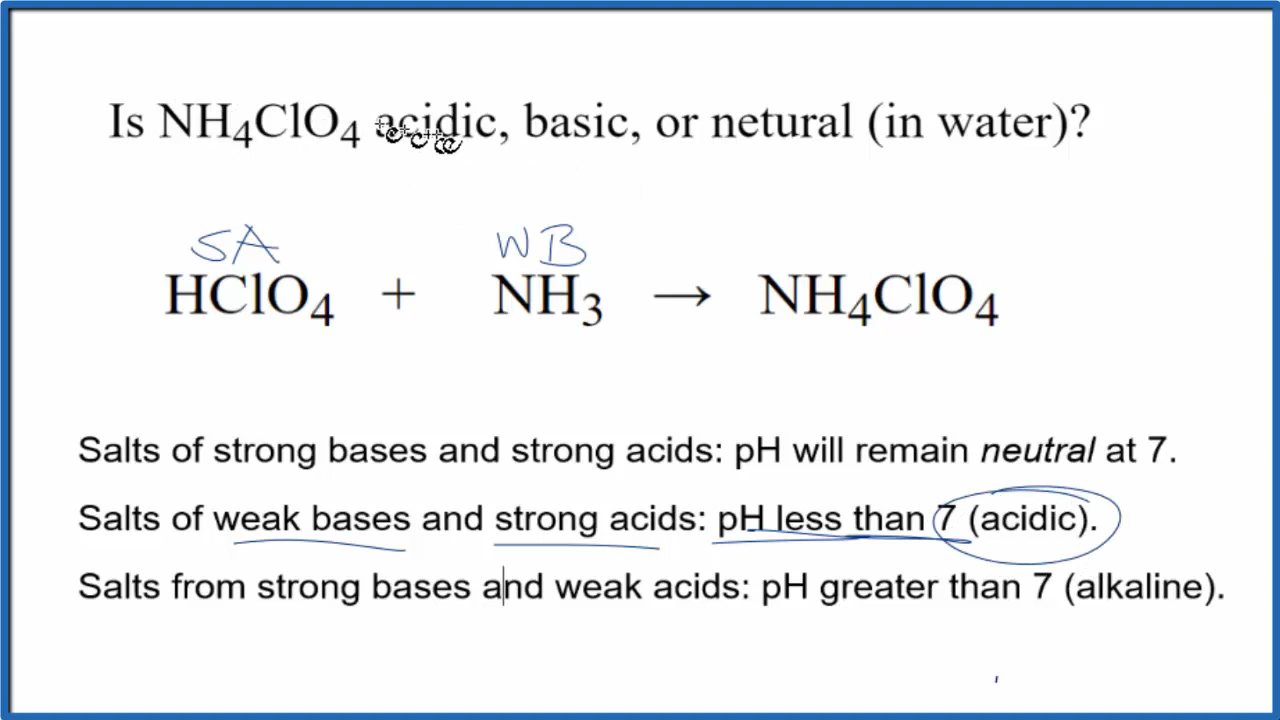 Is NH₄ClO₄ acidic, basic, or netural (in water)?
SA WB
HClO₄ + NH₃ → NH₄ClO₄
Salts of strong bases and strong acids: pH will remain neutral at 7.
Salts of weak bases and strong acids: pH less than 7 (acidic).
Salts from strong bases and weak acids: pH greater than 7 (alkaline).